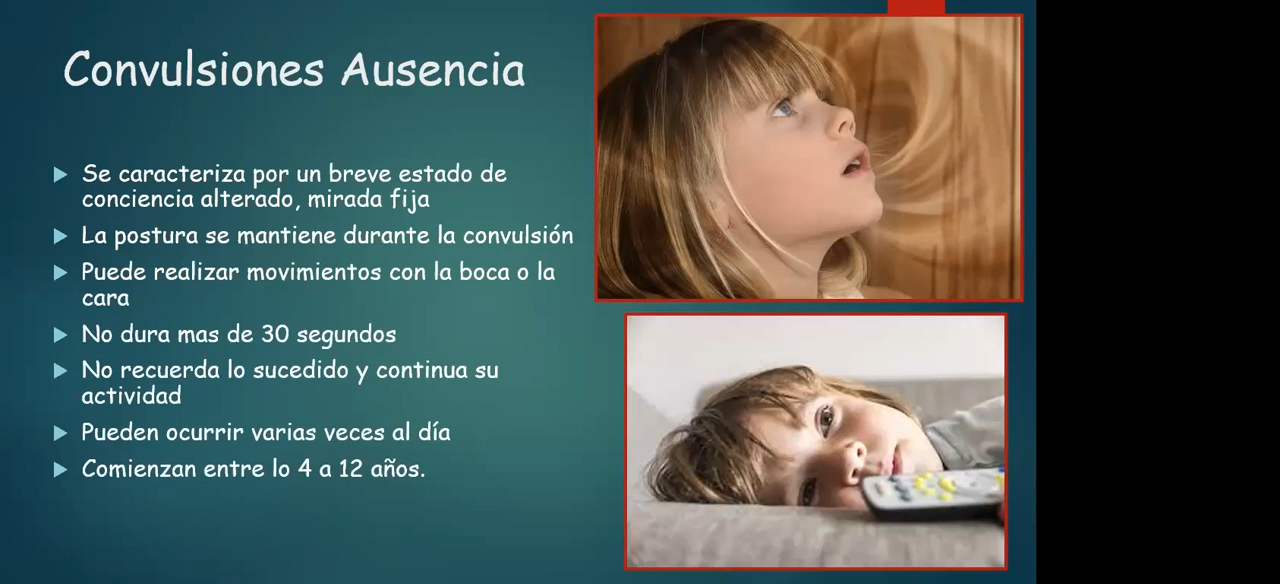 Convulsiones Ausencia
Se caracteriza por un breve estado de
conciencia alterado, mirada fija
La postura se mantiene durante la convulsión
Puede realizar movimientos con la boca o la
cara
No dura mas de 30 segundos
No recuerda lo sucedido y continua su
actividad
Pueden ocurrir varias veces al día
Comienzan entre lo 4 a 12 años.